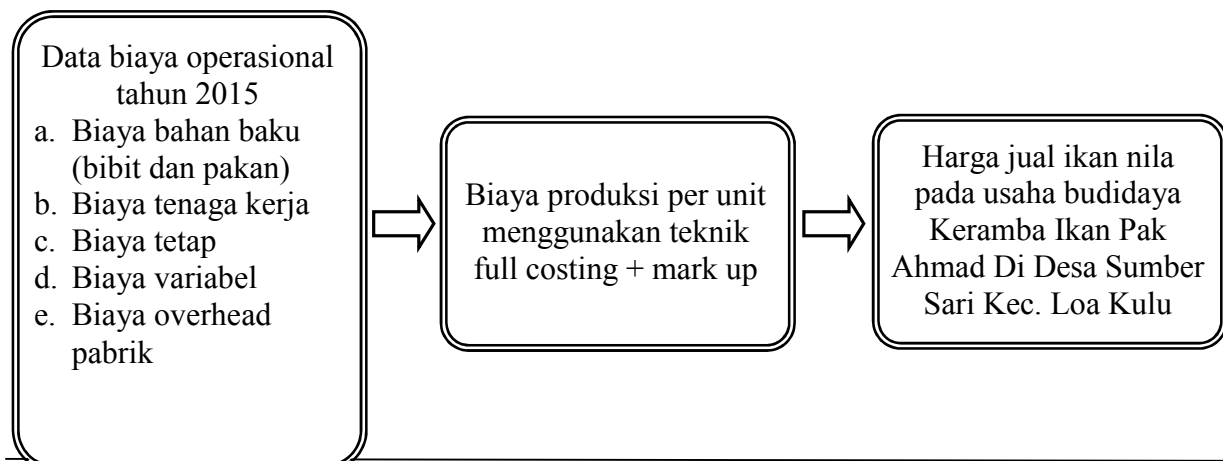 Data biaya operasional
tahun 2015
a. Biaya bahan baku
(bibit dan pakan)
b. Biaya tenaga kerja
c. Biaya tetap
d. Biaya variabel
e. Biaya overhead
pabrik
Biaya produksi per unit
menggunakan teknik
full costing + mark up
Harga jual ikan nila
pada usaha budidaya
Keramba Ikan Pak
Ahmad Di Desa Sumber
Sari Kec. Loa Kulu